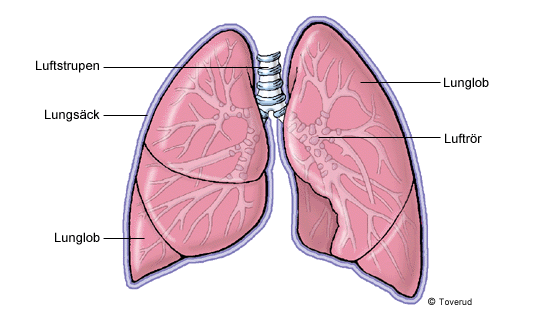 Luftstrupen
Lunglob
Lungsäck
Luftrör
Lunglob
© Toverud